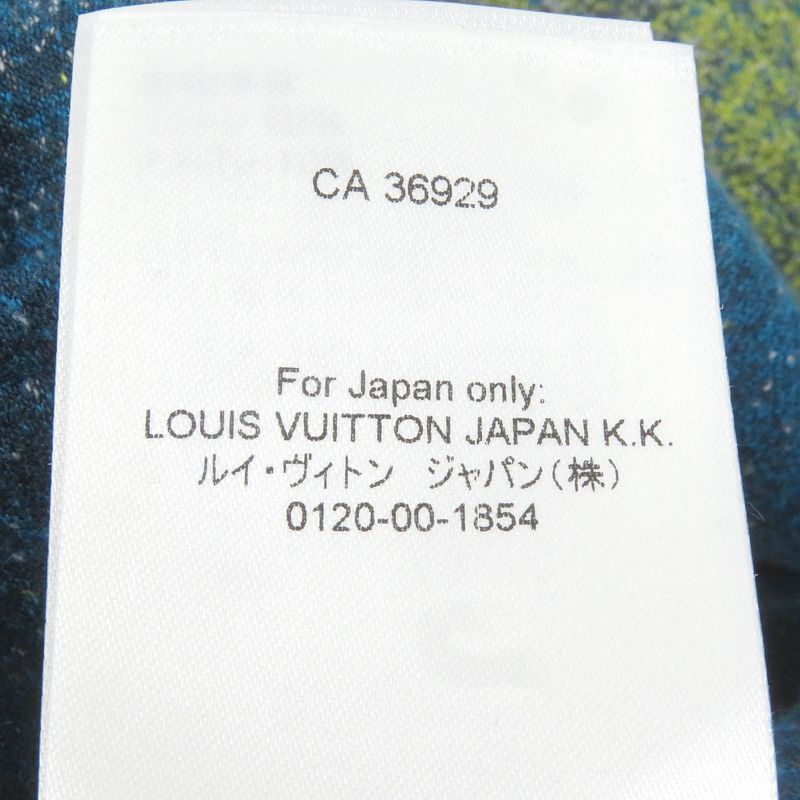 CA 36929
For Japan only:
LOUIS VUITTON JAPAN K.K.
ルイ・ヴィトン ジャパン(株)
0120-00-1854